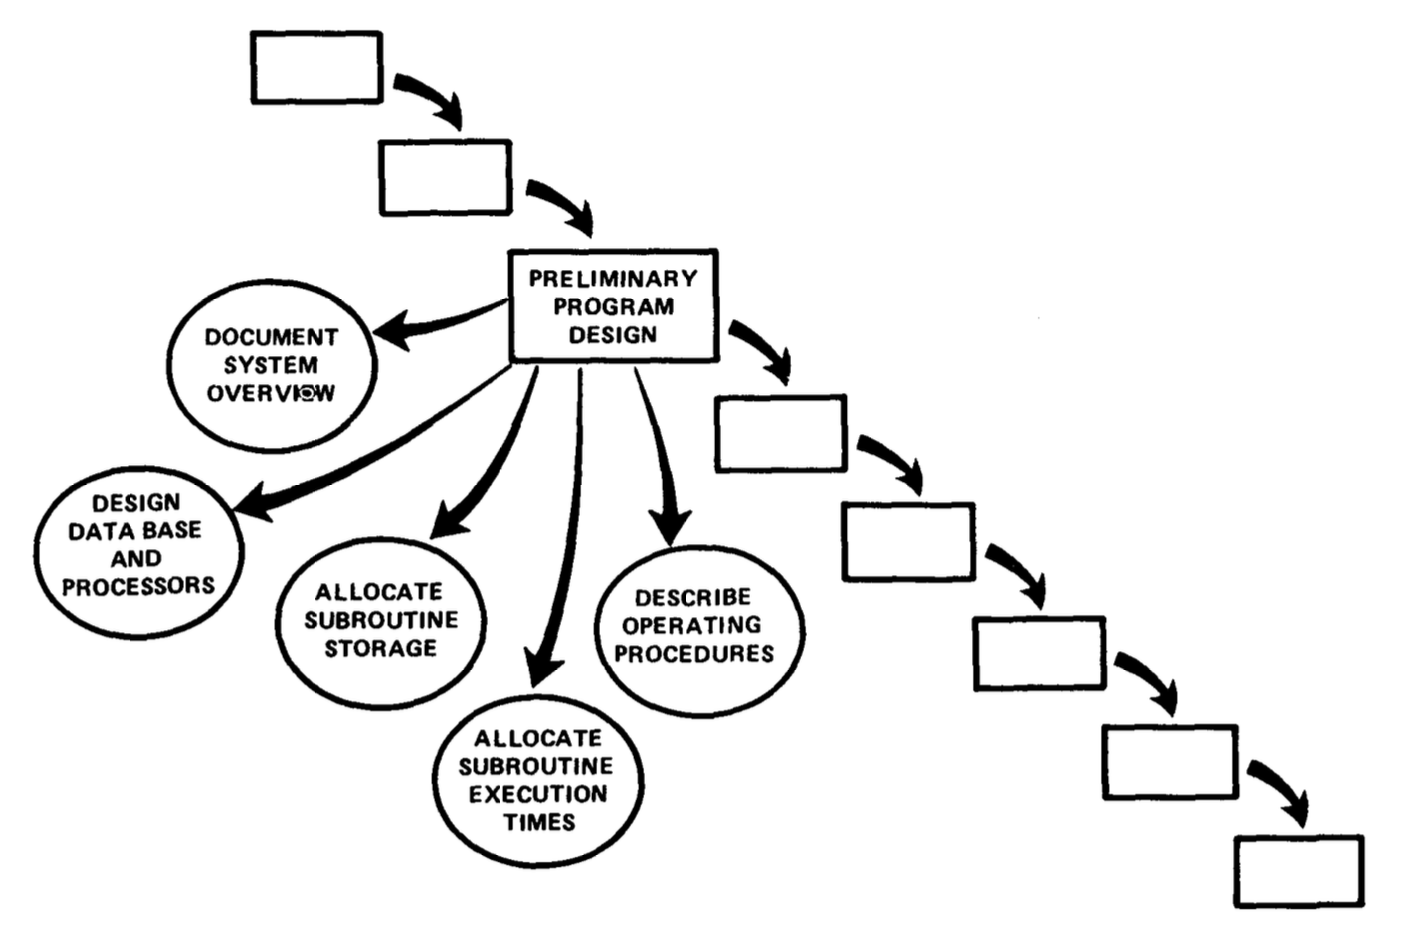 PRELIMINARY
PROGRAM
DESIGN
DOCUMENT
SYSTEM
OVERVIEW
DESIGN
DATA BASE
AND
PROCESSORS
ALLOCATE
SUBROUTINE
STORAGE
ALLOCATE
SUBROUTINE
EXECUTION
TIMES
DESCRIBE
OPERATING
PROCEDURES